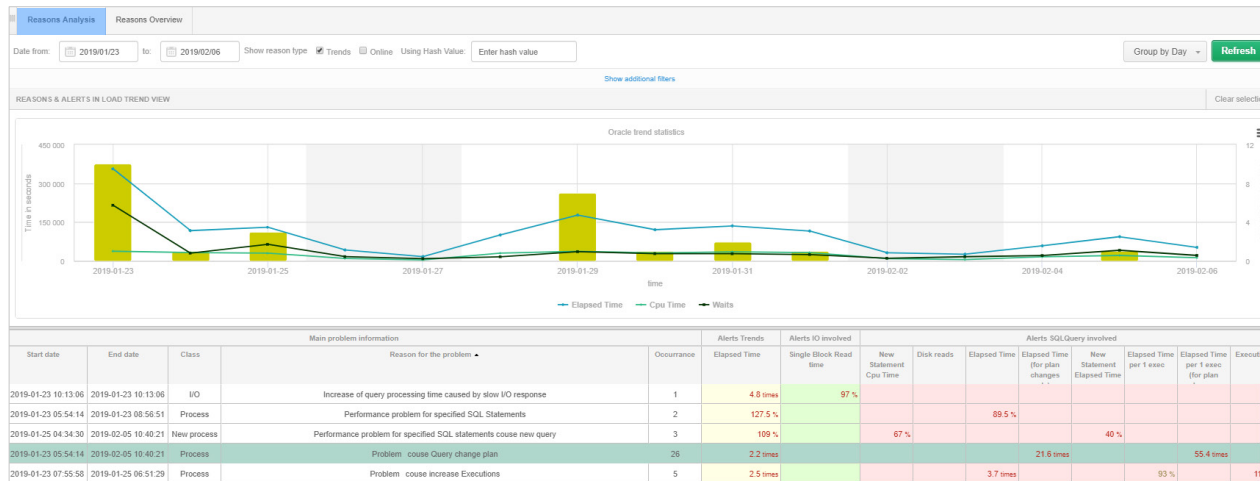 Reasons Analysis Reasons Overview
Date from: 2019/01/23 to: 2019/02/06 Show reason type Trends Online Using Hash Value: Enter hash value Group by Day Refresh
Show additional filters
REASONS & ALERTS IN LOAD TREND VIEW Clear selectio
Oracle trend statistics
450 000 12
300 000 8
150 000 4
0 0
Time in seconds
2019-01-23 2019-01-25 2019-01-27 2019-01-29 2019-01-31 2019-02-02 2019-02-04 2019-02-06
time
Elapsed Time Cpu Time Waits
Main problem information Alerts Trends Alerts IO involved Alerts SQLQuery involved
Start date End date Class Reason for the problem Occurrance Elapsed Time Single Block Read New Disk reads Elapsed Time Elapsed Time New Elapsed Time Elapsed Time Executi
time Statement (for plan Statement per 1 exec per 1 exec
Cpu Time changes Elapsed Time (for plan
2019-01-23 10:13:06 2019-01-23 10:13:06 I/O Increase of query processing time caused by slow I/O response 1 4.8 times 97 %
2019-01-23 05:54:14 2019-01-23 08:56:51 Process Performance problem for specified SQL Statements 2 127.5 % 89.5 %
2019-01-25 04:34:30 2019-02-05 10:40:21 New process Performance problem for specified SQL statements couse new query 3 109 % 67 % 40 %
2019-01-23 05:54:14 2019-02-05 10:40:21 Process Problem couse Query change plan 26 2.2 times 21.6 times 55.4 times
2019-01-23 07:55:58 2019-01-25 06:51:29 Process Problem couse increase Executions 5 2.5 times 3.7 times 93 %